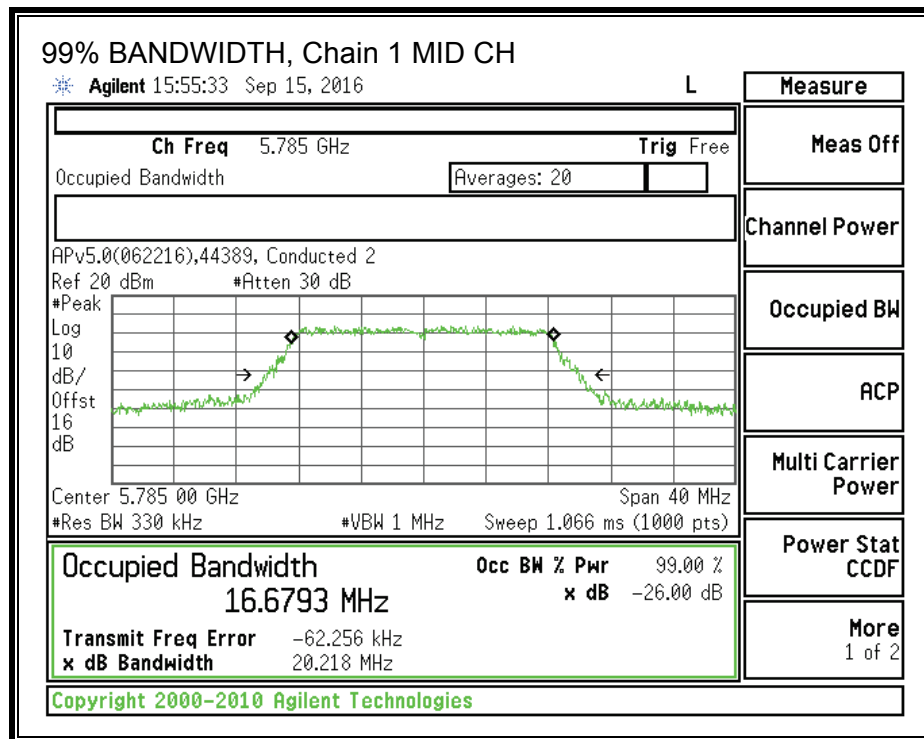 99% BANDWIDTH, Chain 1 MID CH
Agilent 15:55:33 Sep 15, 2016 L
Measure
Ch Freq 5.785 GHz Trig Free
Meas Off
Occupied Bandwidth Averages: 20
Channel Power
APv5.0(062216),44389, Conducted 2
Ref 20 dBm #Atten 30 dB
#Peak
Log
10
dB/
Offst
16
dB
Occupied BW
ACP
Multi Carrier
Power
Center 5.785 00 GHz Span 40 MHz
#Res BW 330 kHz #VBW 1 MHz Sweep 1.066 ms (1000 pts)
Power Stat
CCDF
Occupied Bandwidth Occ BW % Pwr 99.00 %
16.6793 MHz x dB -26.00 dB
Transmit Freq Error -62.256 kHz
x dB Bandwidth 20.218 MHz
More
1 of 2
Copyright 2000-2010 Agilent Technologies